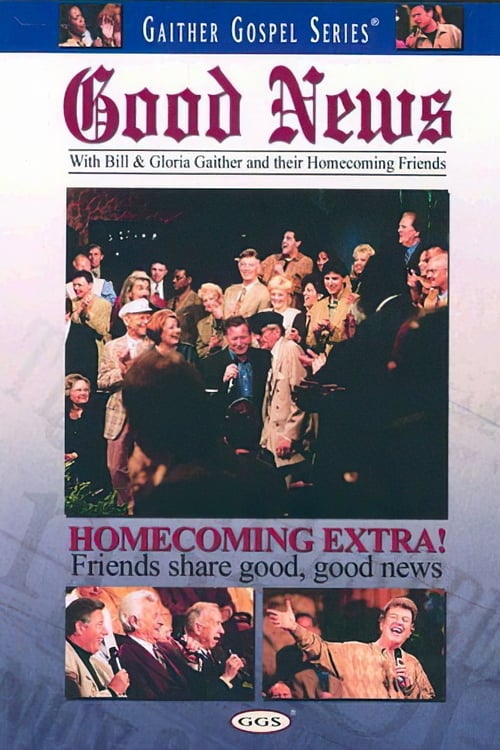 GAITHER GOSPEL SERIES®
Good News
With Bill & Gloria Gaither and their Homecoming Friends
HOMECOMING EXTRA!
Friends share good, good news
GGS®